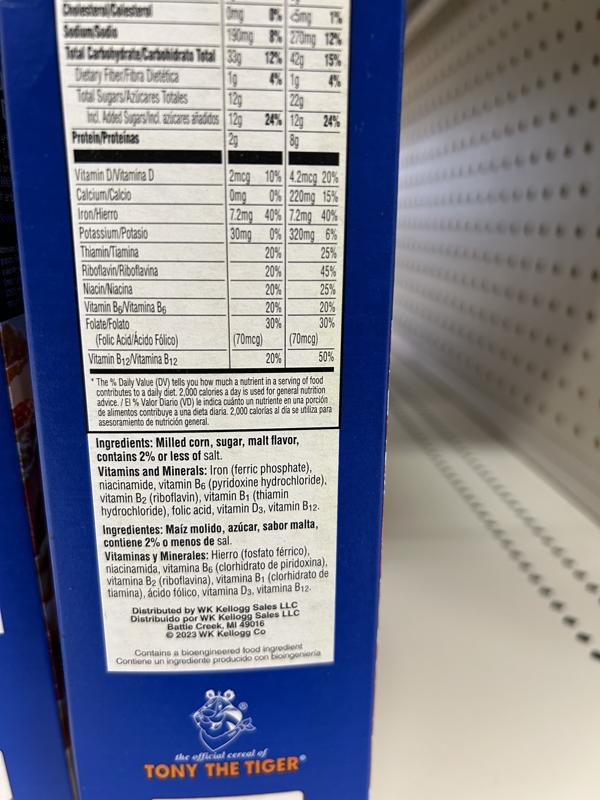 Cholesterol/Colesterol 0mg 0% <5mg 1%
Sodium/Sodio 190mg 8% 270mg 12%
Total Carbohydrate/Carbohidrato Total 33g 12% 42g 15%
Dietary Fiber/Fibra Dietética 1g 4% 1g 4%
Total Sugars/Azúcares Totales 12g 22g
Incl. Added Sugars/Incl. azúcares añadidos 12g 24% 12g 24%
Protein/Proteínas 2g 8g
Vitamin D/Vitamina D 2mcg 10% 4.2mcg 20%
Calcium/Calcio 0mg 0% 220mg 15%
Iron/Hierro 7.2mg 40% 7.2mg 40%
Potassium/Potasio 30mg 0% 320mg 6%
Thiamin/Tiamina 20% 25%
Riboflavin/Riboflavina 20% 45%
Niacin/Niacina 20% 25%
Vitamin B6/Vitamina B6 20% 20%
Folate/Folato 30% 30%
(Folic Acid/Ácido Fólico) (70mcg) (70mcg)
Vitamin B12/Vitamina B12 20% 50%
* The % Daily Value (DV) tells you how much a nutrient in a serving of food
contributes to a daily diet. 2,000 calories a day is used for general nutrition
advice. / El % Valor Diario (VD) le indica cuánto un nutriente en una porción
de alimentos contribuye a una dieta diaria. 2,000 calorías al día se utiliza para
asesoramiento de nutrición general.
Ingredients: Milled corn, sugar, malt flavor,
contains 2% or less of salt.
Vitamins and Minerals: Iron (ferric phosphate),
niacinamide, vitamin B6 (pyridoxine hydrochloride),
vitamin B2 (riboflavin), vitamin B1 (thiamin
hydrochloride), folic acid, vitamin D3, vitamin B12.
Ingredientes: Maíz molido, azúcar, sabor malta,
contiene 2% o menos de sal.
Vitaminas y Minerales: Hierro (fosfato férrico),
niacinamida, vitamina B6 (clorhidrato de piridoxina),
vitamina B2 (riboflavina), vitamina B1 (clorhidrato de
tiamina), ácido fólico, vitamina D3, vitamina B12.
Distributed by WK Kellogg Sales LLC
Distribuido por WK Kellogg Sales LLC
Battle Creek, MI 49016
© 2023 WK Kellogg Co
Contains a bioengineered food ingredient
Contiene un ingrediente producido con bioingeniería
the official cereal of
TONY THE TIGER®